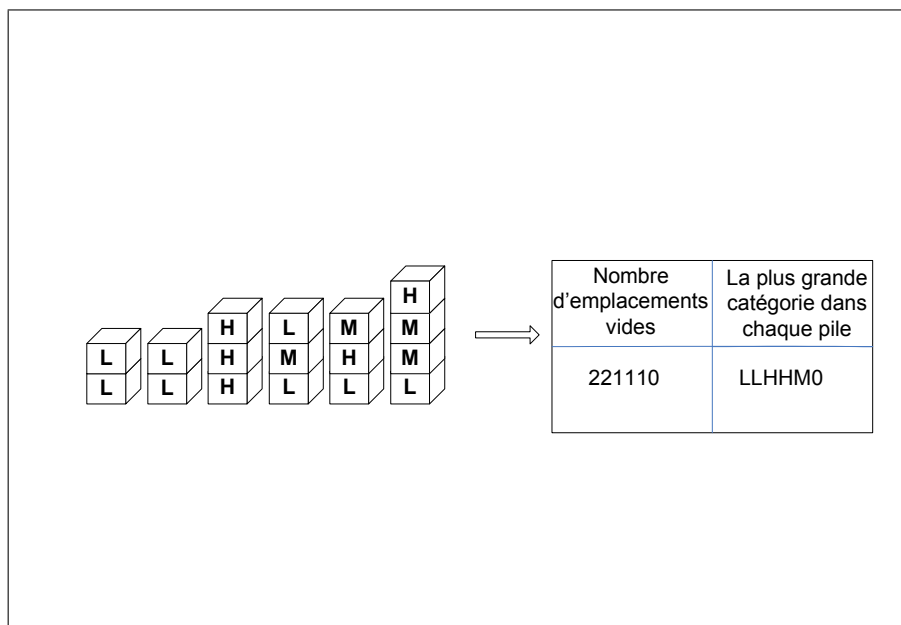 H
H L M M
L L H M H M
L L H L L L
Nombre
d'emplacements
vides
La plus grande
catégorie dans
chaque pile
221110
LLHHM0